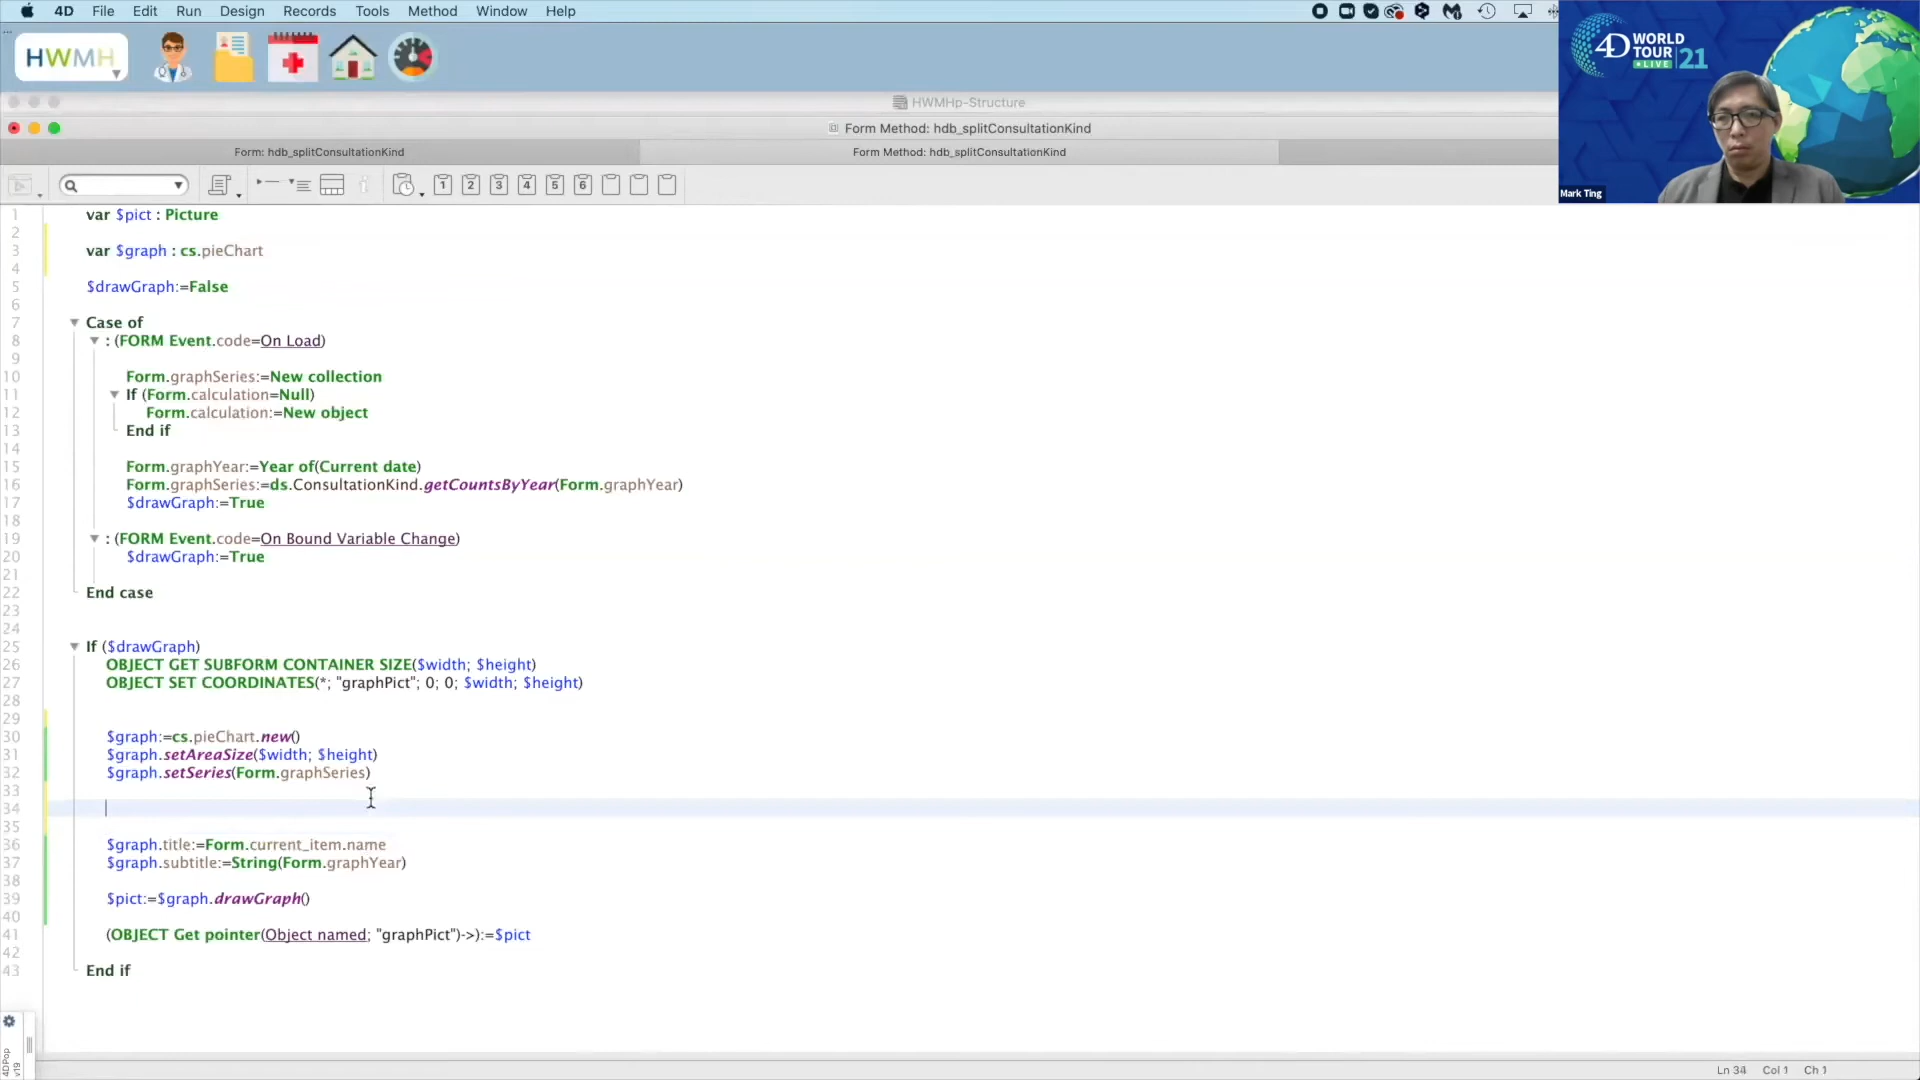 4D File Edit Run Design Records Tools Method Window Help
HWMH
4D WORLD TOUR LIVE 21
Mark Ting
HWMHp-Structure
Form Method: hdb_splitConsultationKind
Form: hdb_splitConsultationKind
Form Method: hdb_splitConsultationKind
1 2 3 4 5 6
1 var $pict : Picture
2
3 var $graph : cs.pieChart
4
5 $drawGraph:=False
6
7 Case of
8 : (FORM Event.code=On Load)
9
10 Form.graphSeries:=New collection
11 If (Form.calculation=Null)
12 Form.calculation:=New object
13 End if
14
15 Form.graphYear:=Year of(Current date)
16 Form.graphSeries:=ds.ConsultationKind.getCountsByYear(Form.graphYear)
17 $drawGraph:=True
18
19 : (FORM Event.code=On Bound Variable Change)
20 $drawGraph:=True
21
22 End case
23
24
25 If ($drawGraph)
26 OBJECT GET SUBFORM CONTAINER SIZE($width; $height)
27 OBJECT SET COORDINATES(*; "graphPict"; 0; 0; $width; $height)
28
29
30 $graph:=cs.pieChart.new()
31 $graph.setAreaSize($width; $height)
32 $graph.setSeries(Form.graphSeries)
33
34
35
36 $graph.title:=Form.current_item.name
37 $graph.subtitle:=String(Form.graphYear)
38
39 $pict:=$graph.drawGraph()
40
41 (OBJECT Get pointer(Object named; "graphPict")->):=$pict
42
43 End if
4DPop
v19
Ln 34 Col 1 Ch 1